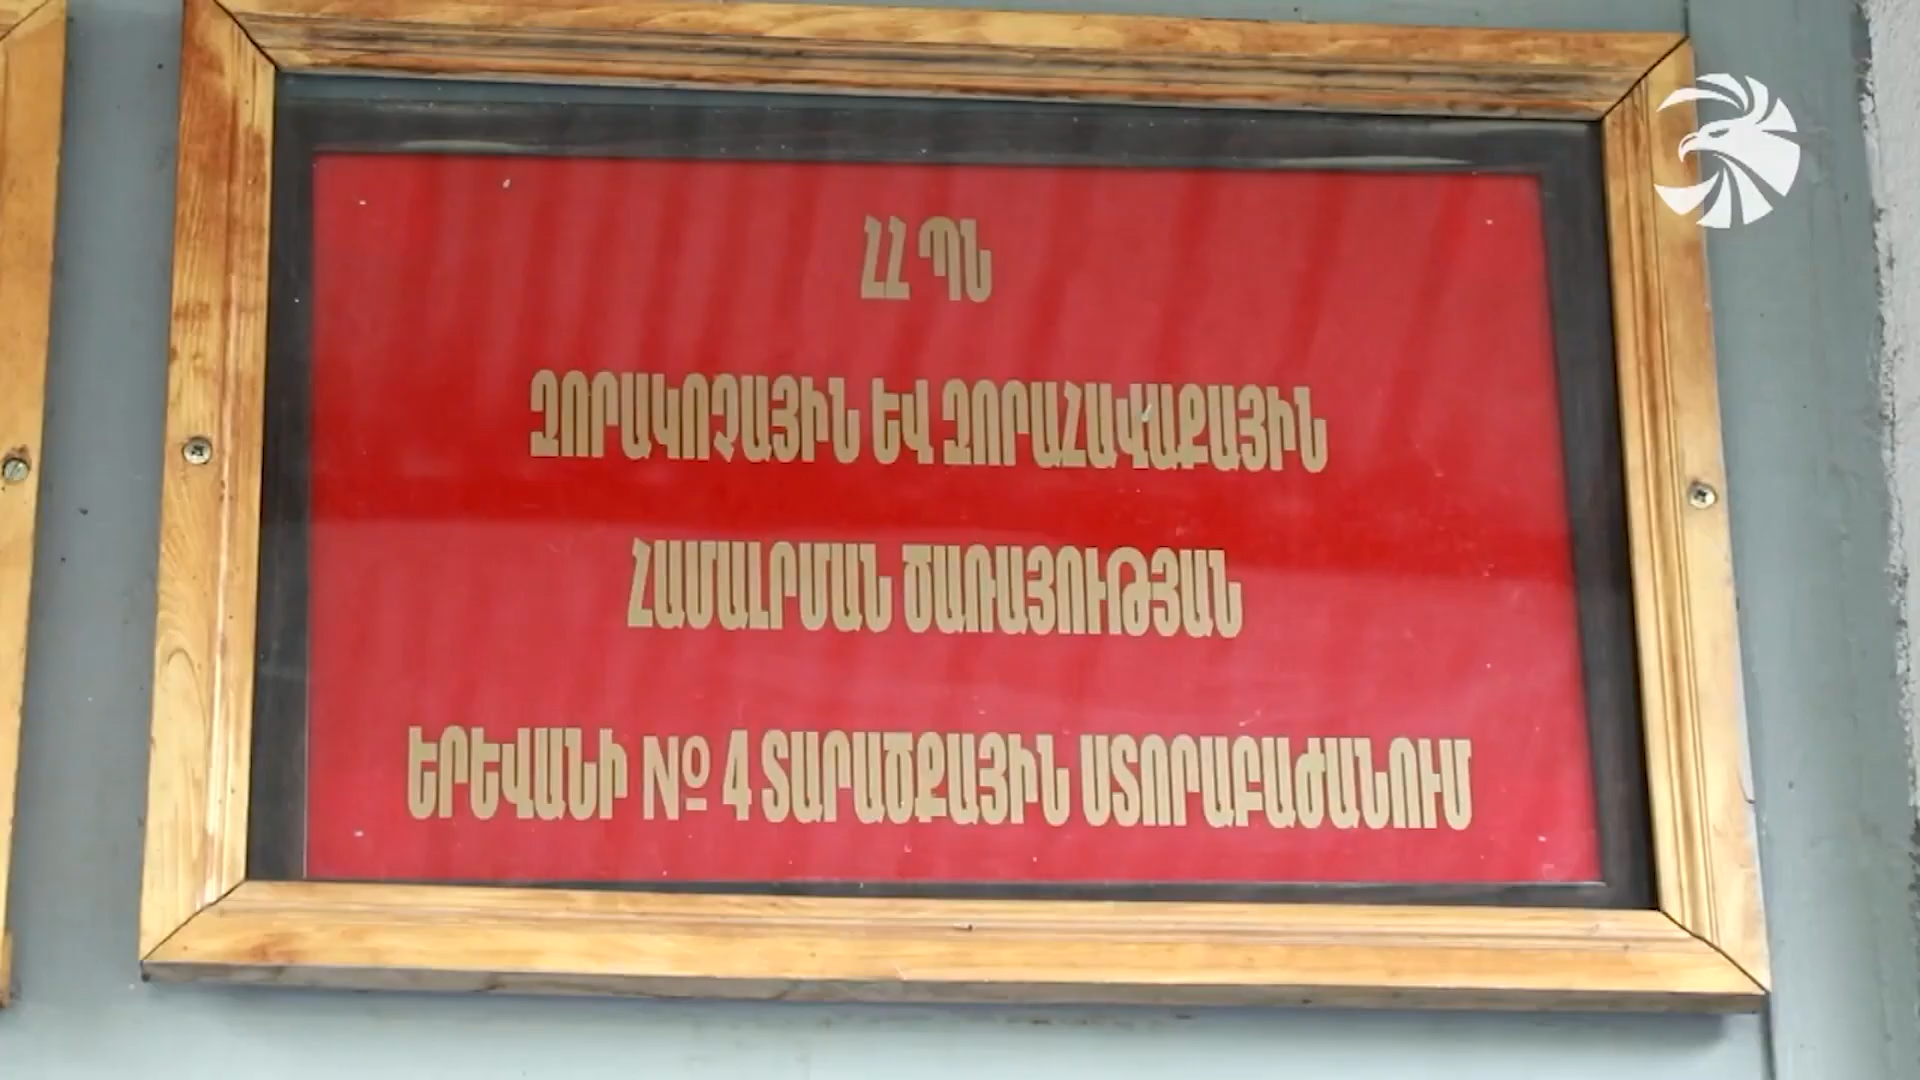 ՀՀ ՊՆ
ԶՈՐԱԿՈՉԱՅԻՆ ԵՎ ԶՈՐԱՀԱՎԱՔԱՅԻՆ
ՀԱՄԱԼՐՄԱՆ ԾԱՌԱՅՈՒԹՅԱՆ
ԵՐԵՎԱՆԻ № 4 ՏԱՐԱԾՔԱՅԻՆ ՍՏՈՐԱԲԱԺԱՆՈՒՄ